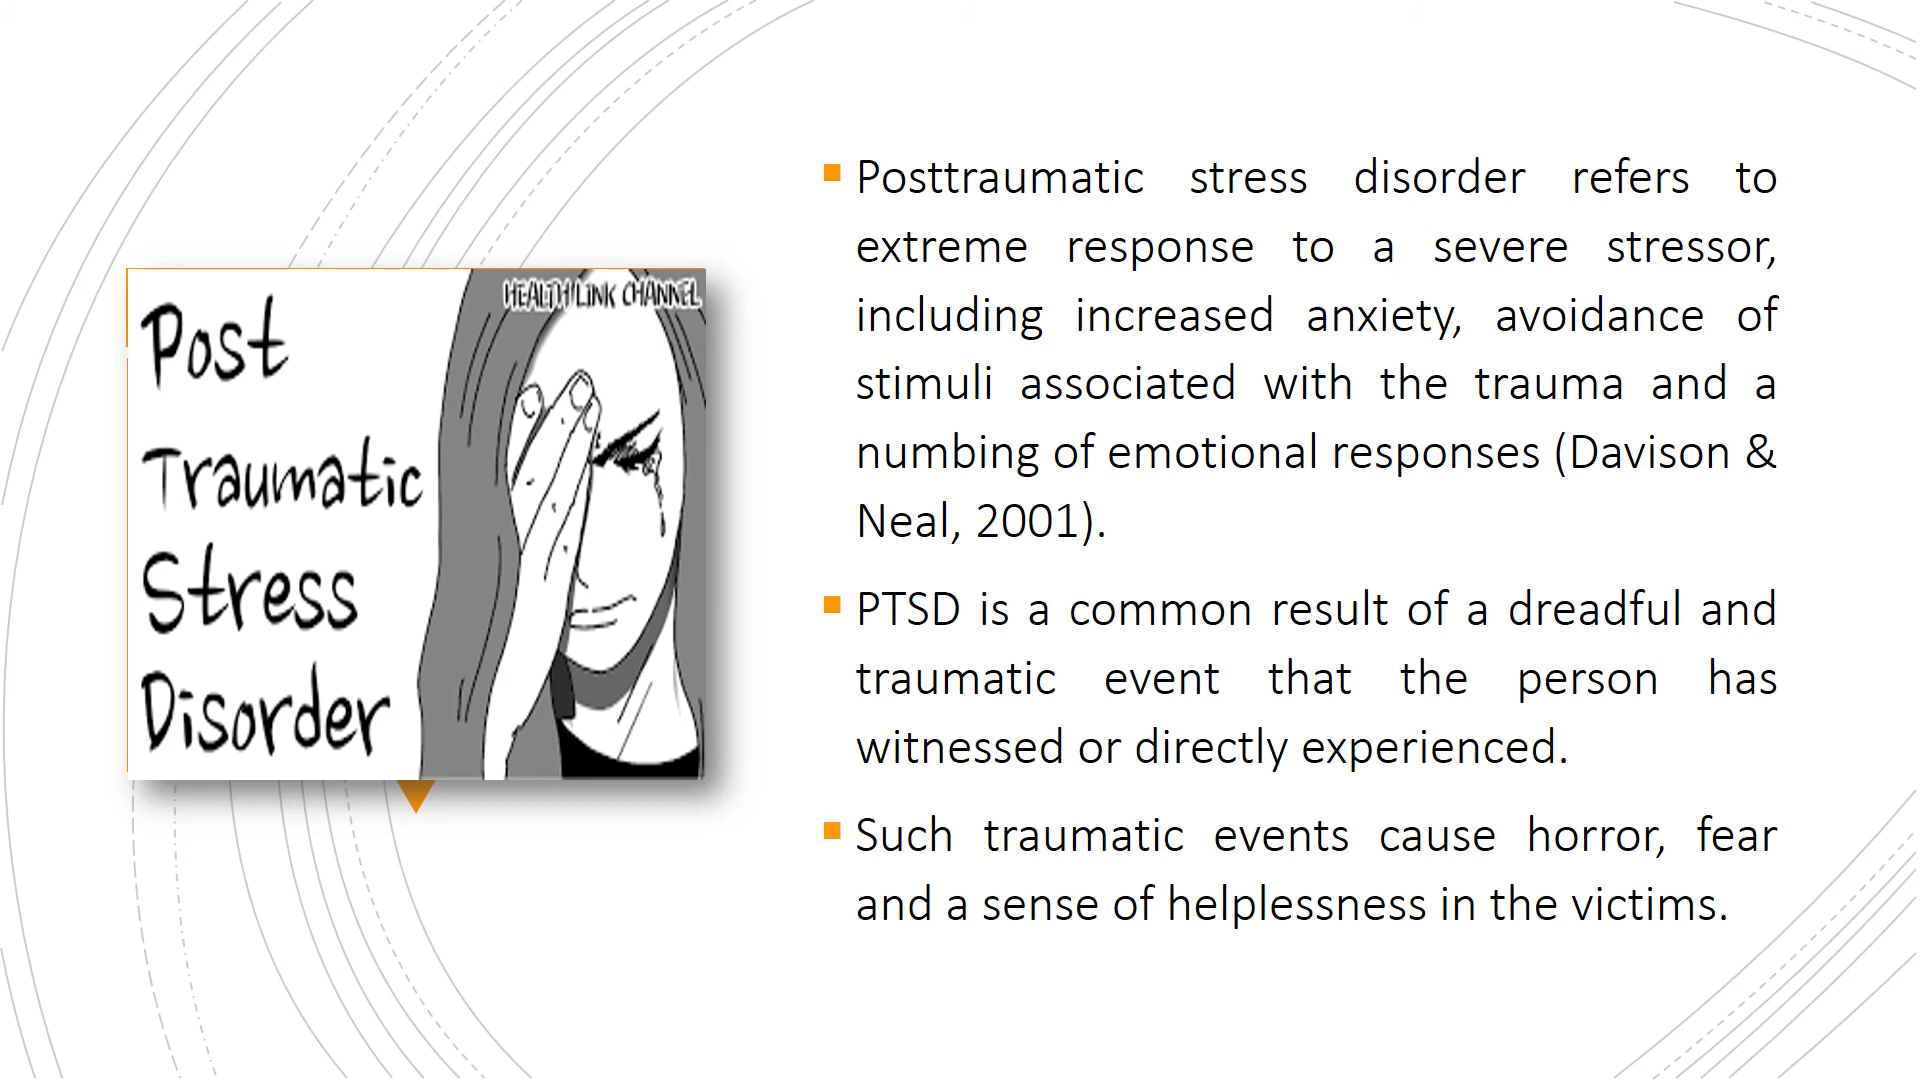 HEALTH LINK CHANNEL
Post
Traumatic
Stress
Disorder
Posttraumatic stress disorder refers to
extreme response to a severe stressor,
including increased anxiety, avoidance of
stimuli associated with the trauma and a
numbing of emotional responses (Davison &
Neal, 2001).
PTSD is a common result of a dreadful and
traumatic event that the person has
witnessed or directly experienced.
Such traumatic events cause horror, fear
and a sense of helplessness in the victims.